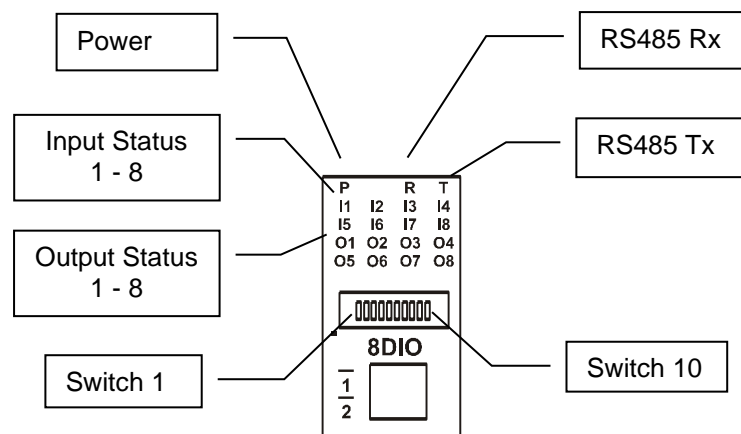 Power
RS485 Rx
Input Status
1 - 8
RS485 Tx
P R T
I1 I2 I3 I4
I5 I6 I7 I8
O1 O2 O3 O4
O5 O6 O7 O8
Output Status
1 - 8
8DIO
Switch 1
Switch 10
1
2